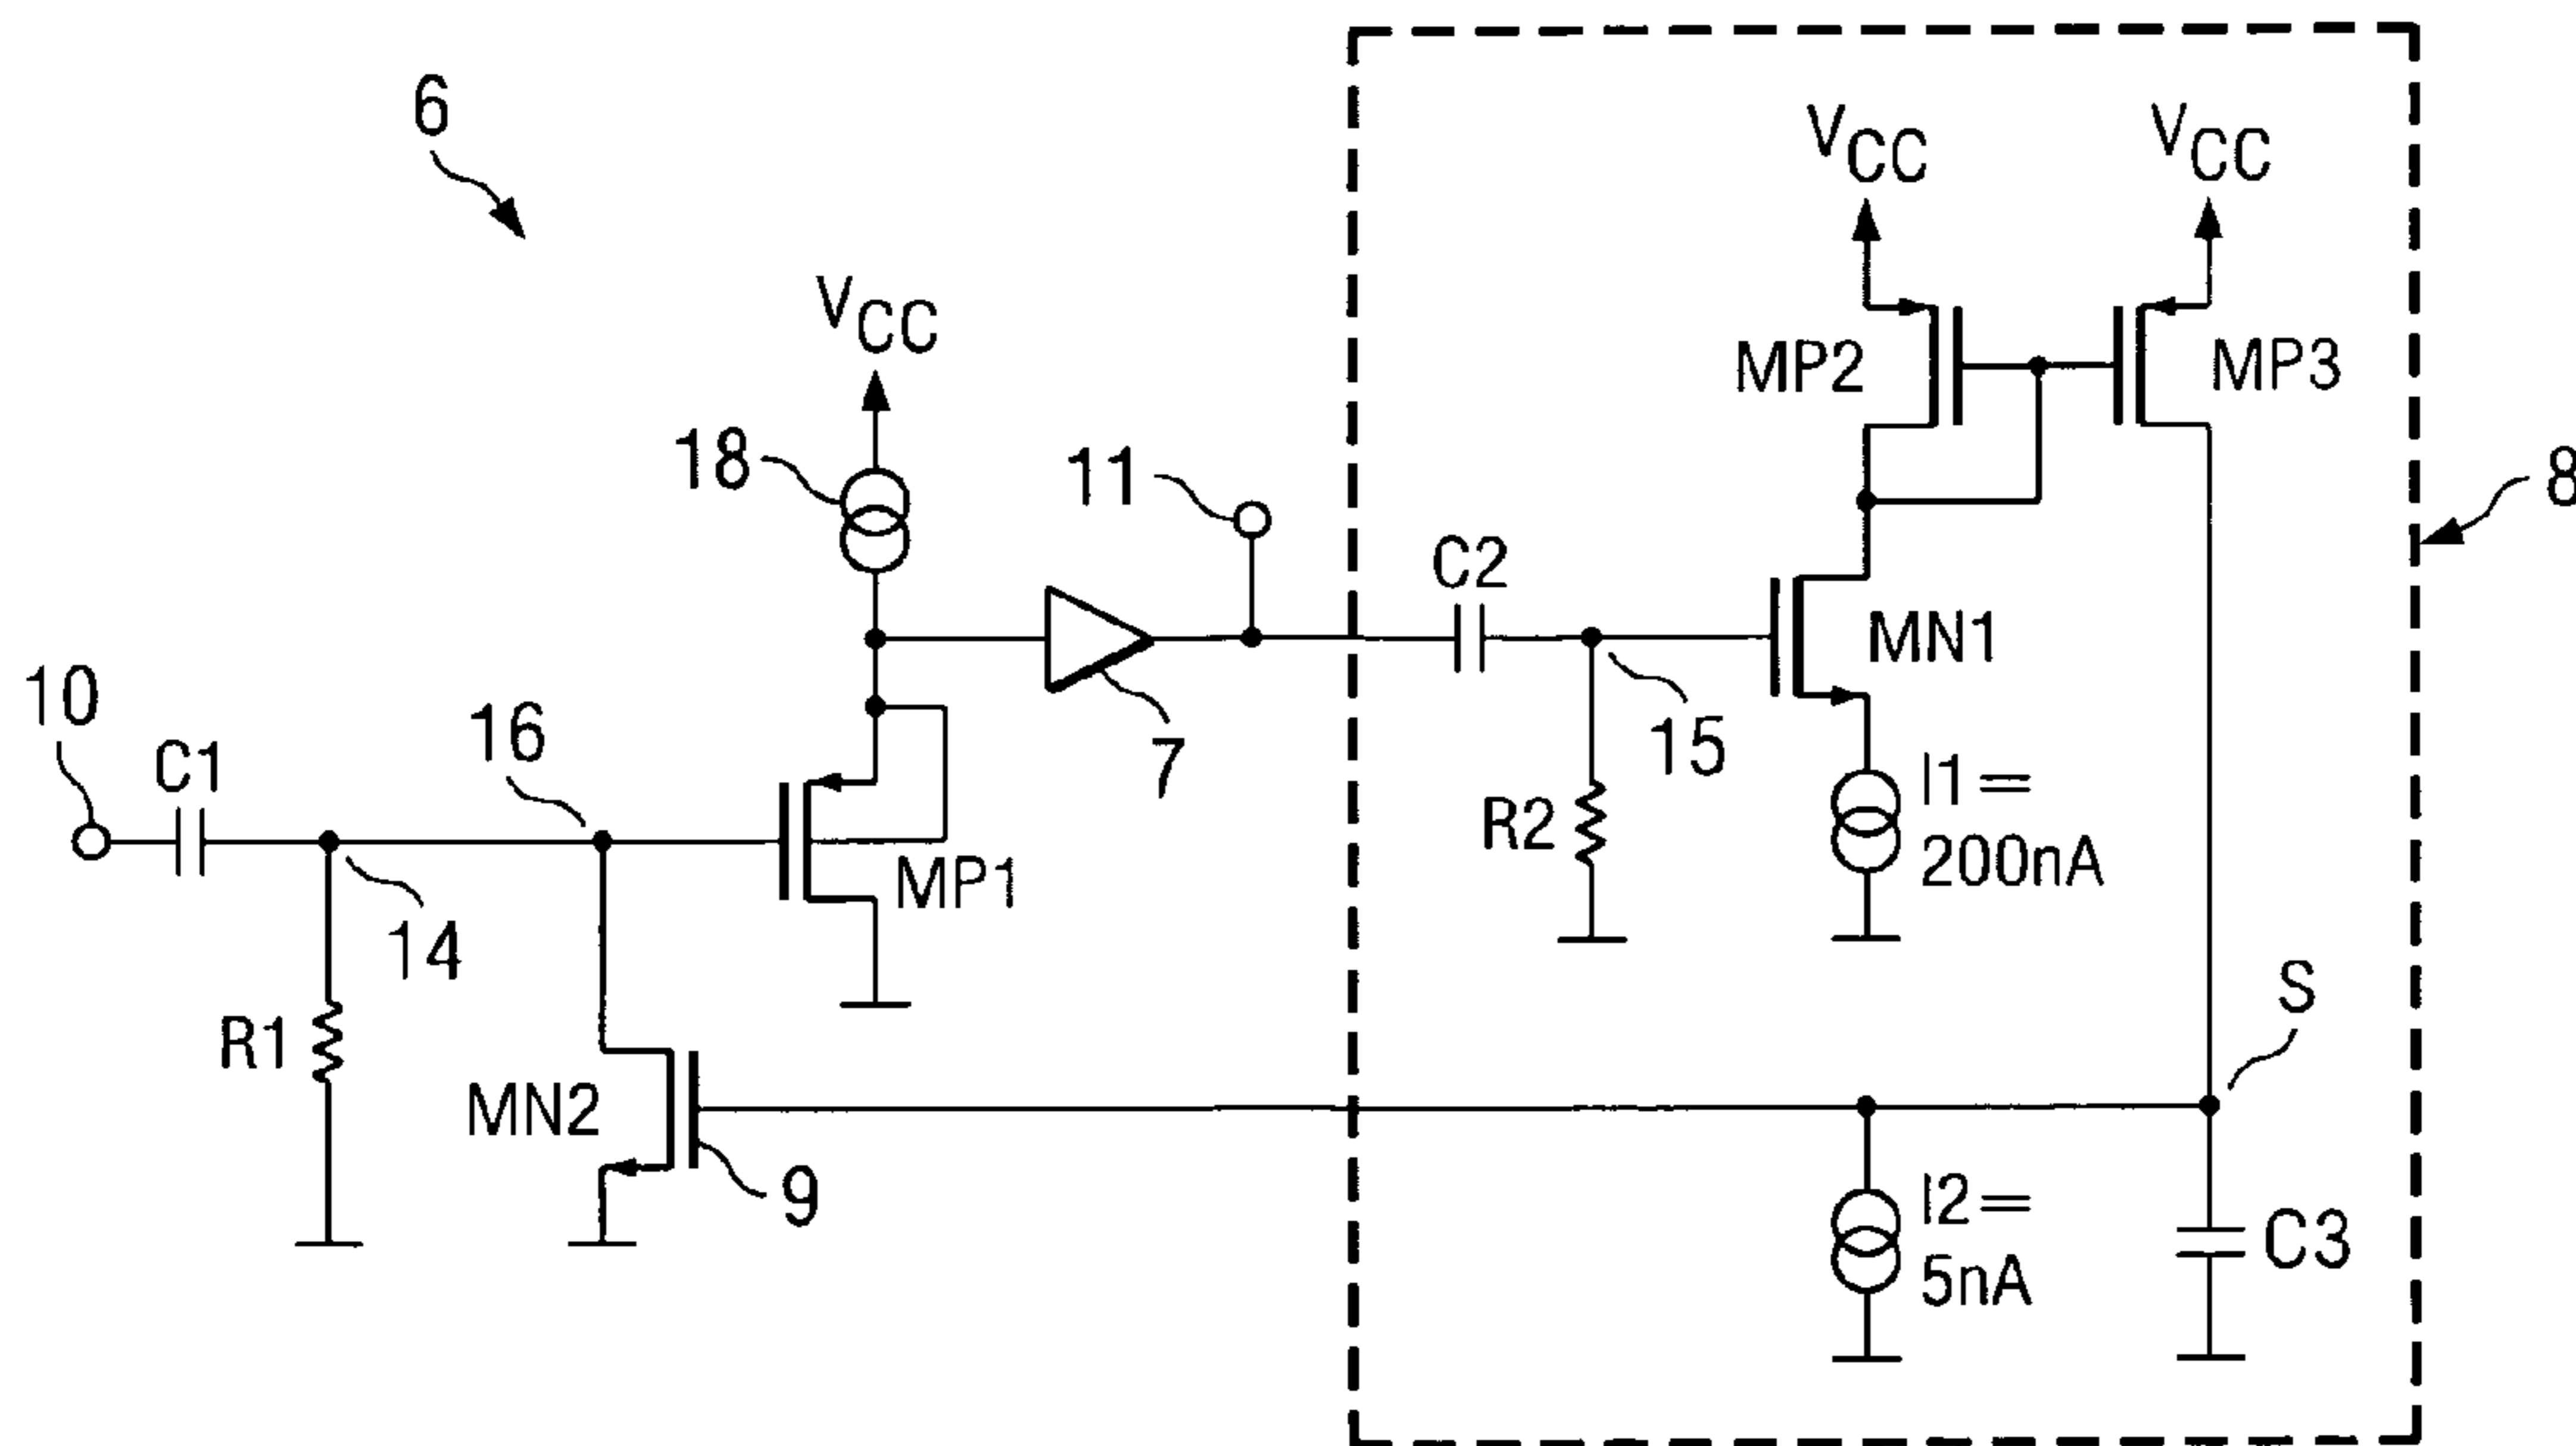 6
8
VCC
VCC
VCC
MP2
MP3
18
11
C2
10
C1
16
7
15
MN1
R2
I1=
200nA
14
MP1
R1
MN2
9
S
I2=
5nA
C3